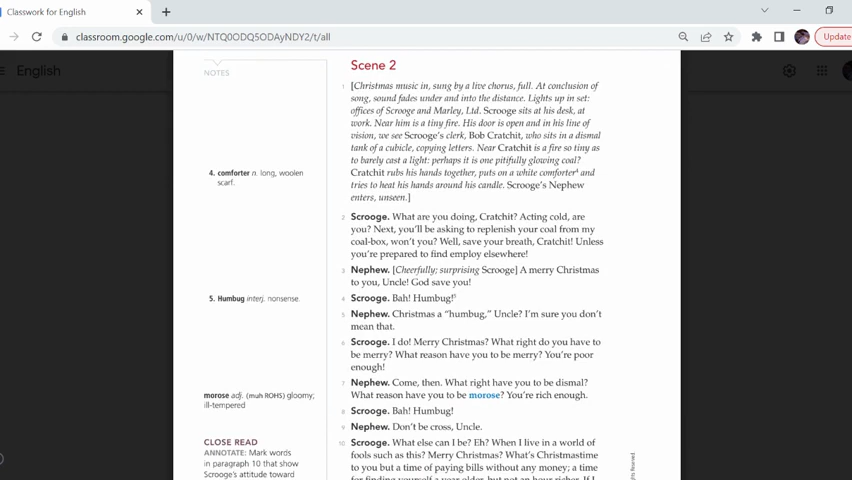 Classwork for English
classroom.google.com/u/0/w/NTQ0ODQ5ODAyNDY2/t/all
Update
English
NOTES
Scene 2
1 [Christmas music in, sung by a live chorus, full. At conclusion of
song, sound fades under and into the distance. Lights up in set:
offices of Scrooge and Marley, Ltd. Scrooge sits at his desk, at
work. Near him is a tiny fire. His door is open and in his line of
vision, we see Scrooge's clerk, Bob Cratchit, who sits in a dismal
tank of a cubicle, copying letters. Near Cratchit is a fire so tiny as
to barely cast a light: perhaps it is one pitifully glowing coal?
Cratchit rubs his hands together, puts on a white comforter4 and
tries to heat his hands around his candle. Scrooge's Nephew
enters, unseen.]
4. comforter n. long, woolen
scarf.
2 Scrooge. What are you doing, Cratchit? Acting cold, are
you? Next, you'll be asking to replenish your coal from my
coal-box, won't you? Well, save your breath, Cratchit! Unless
you're prepared to find employ elsewhere!
3 Nephew. [Cheerfully; surprising Scrooge] A merry Christmas
to you, Uncle! God save you!
4 Scrooge. Bah! Humbug!5
5. Humbug interj. nonsense.
5 Nephew. Christmas a "humbug," Uncle? I'm sure you don't
mean that.
6 Scrooge. I do! Merry Christmas? What right do you have to
be merry? What reason have you to be merry? You're poor
enough!
7 Nephew. Come, then. What right have you to be dismal?
What reason have you to be morose? You're rich enough.
morose adj. (muh ROHS) gloomy;
ill-tempered
8 Scrooge. Bah! Humbug!
9 Nephew. Don't be cross, Uncle.
10 Scrooge. What else can I be? Eh? When I live in a world of
fools such as this? Merry Christmas? What's Christmastime
to you but a time of paying bills without any money; a time
for finding yourself a year older, but not an hour richer. If I
CLOSE READ
ANNOTATE: Mark words
in paragraph 10 that show
Scrooge's attitude toward